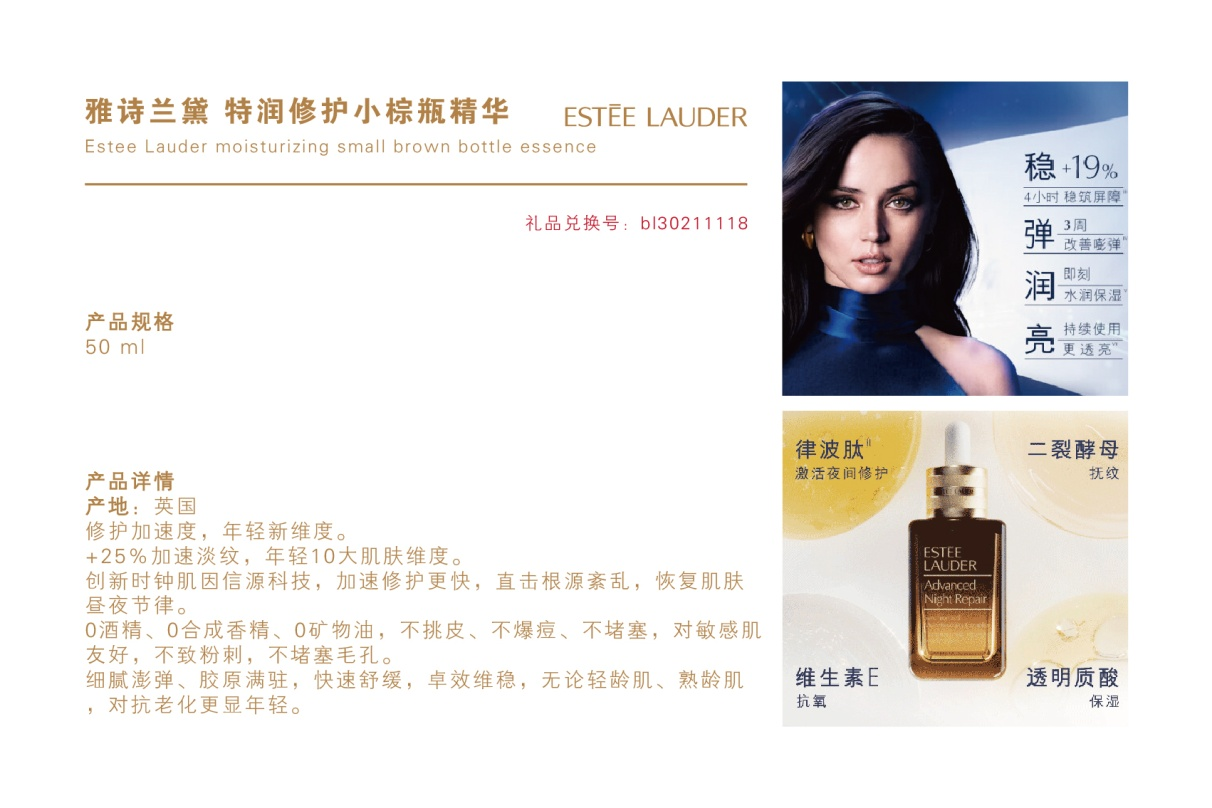 雅诗兰黛 特润修护小棕瓶精华
ESTĒE LAUDER
Estee Lauder moisturizing small brown bottle essence
礼品兑换号：bl30211118
产品规格
50 ml
产品详情
产地：英国
修护加速度，年轻新维度。
+25%加速淡纹，年轻10大肌肤维度。
创新时钟肌因信源科技，加速修护更快，直击根源紊乱，恢复肌肤
昼夜节律。
0酒精、0合成香精、0矿物油，不挑皮、不爆痘、不堵塞，对敏感肌
友好，不致粉刺，不堵塞毛孔。
细腻澎弹、胶原满驻，快速舒缓，卓效维稳，无论轻龄肌、熟龄肌
，对抗老化更显年轻。
稳 +19%
4小时 稳筑屏障
弹 3周
改善嘭弹
润 即刻
水润保湿
亮 持续使用
更透亮
律波肽
激活夜间修护
二裂酵母
抚纹
ESTEE
LAUDER
Advanced
Night Repair
维生素E
抗氧
透明质酸
保湿